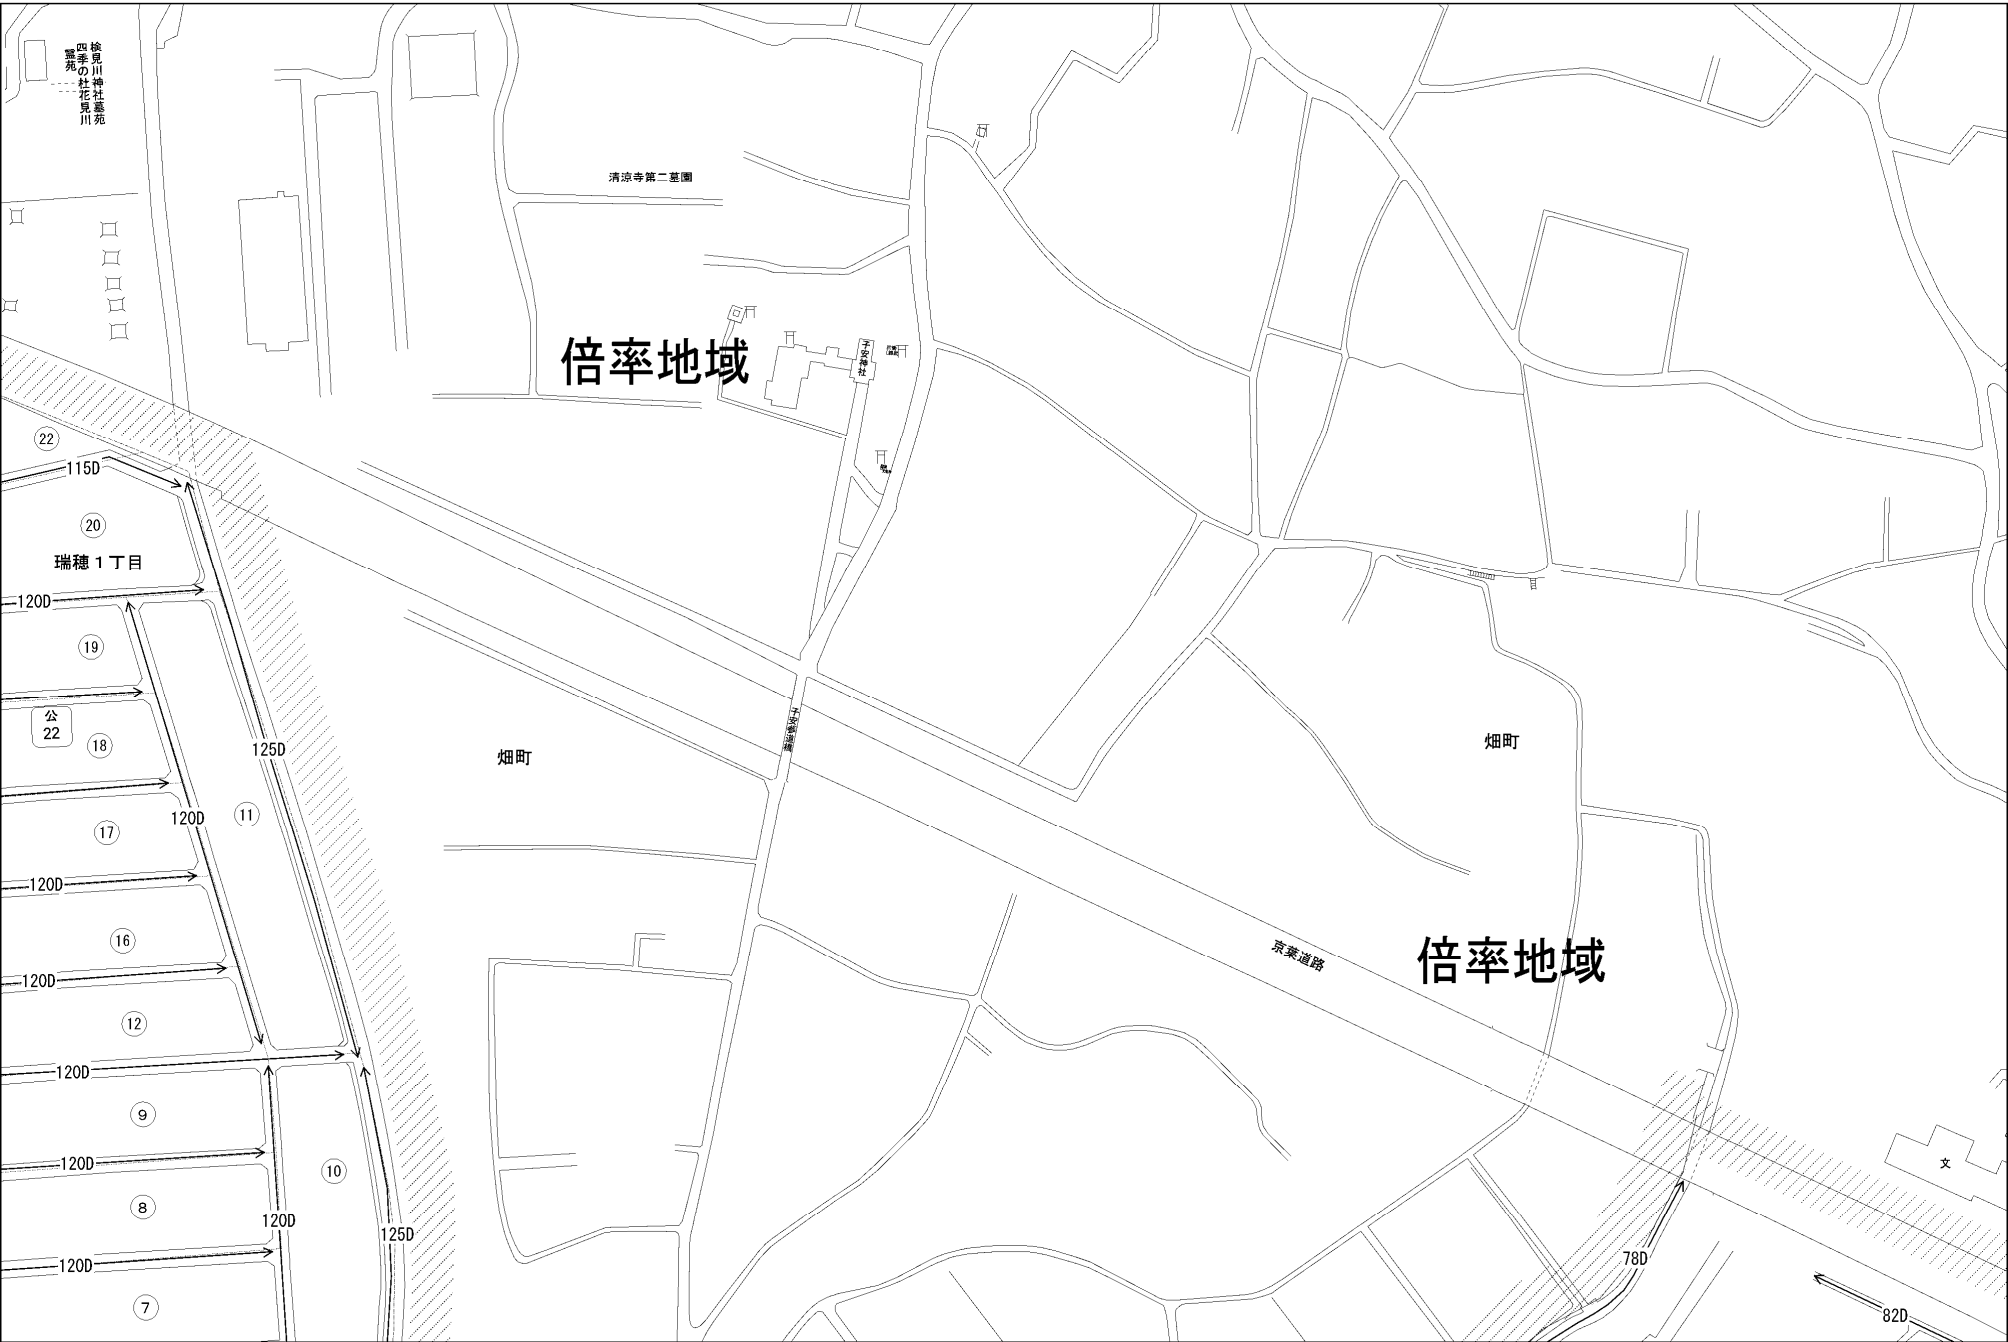 検見川神社墓苑
四季の杜花見川
霊苑
清涼寺第二墓園
倍率地域
子安神社
22
115D
20
瑞穂1丁目
120D
19
公
22
18
125D
畑町
子安参道橋
畑町
120D
11
17
120D
16
京葉道路
倍率地域
120D
12
120D
9
120D
10
文
8
120D
125D
120D
78D
7
82D